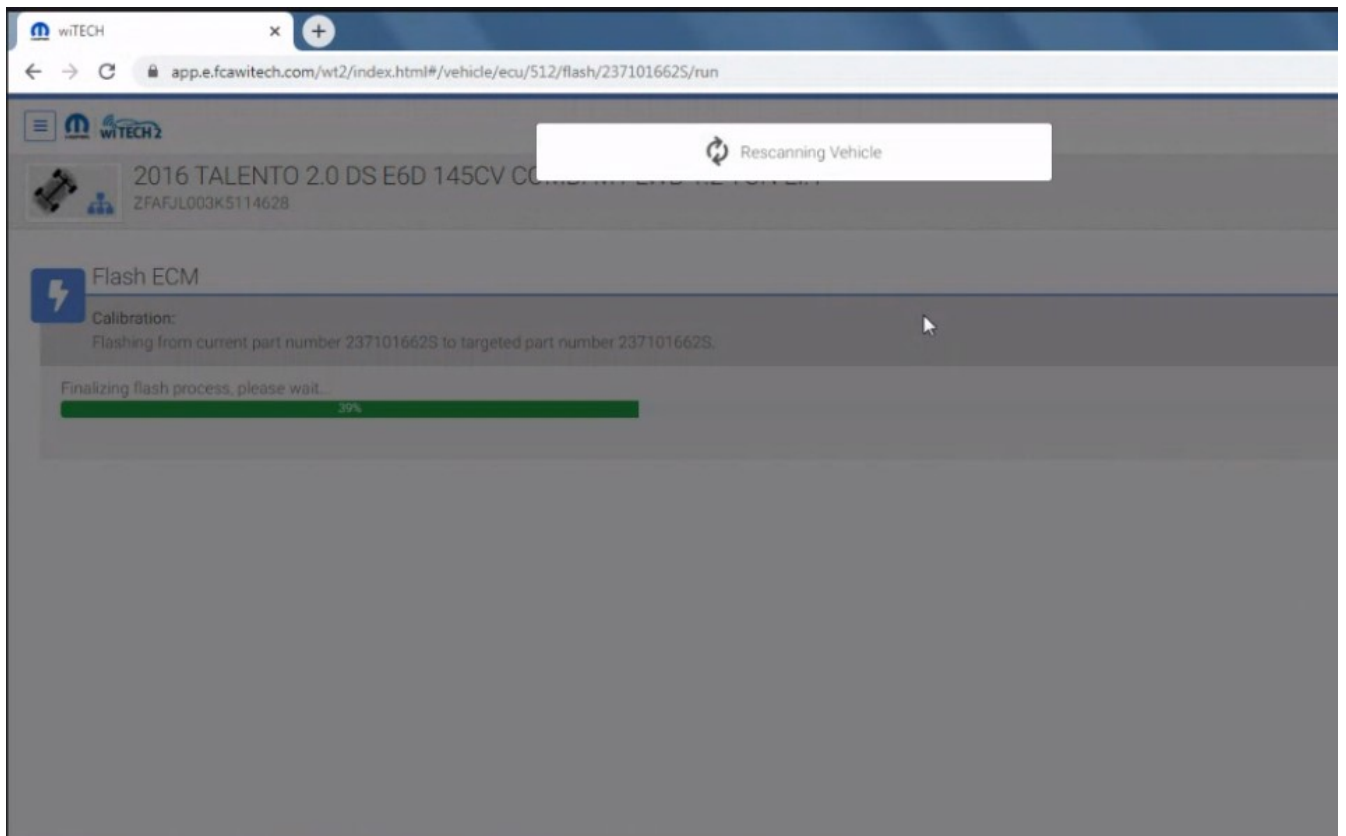 wiTECH
app.e.fcawitech.com/wt2/index.html#/vehicle/ecu/512/flash/237101662S/run
wiTECH2
Rescanning Vehicle
2016 TALENTO 2.0 DS E6D 145CV
ZFAFJL003K5114628
Flash ECM
Calibration:
Flashing from current part number 237101662S to targeted part number 237101662S.
Finalizing flash process, please wait...
39%